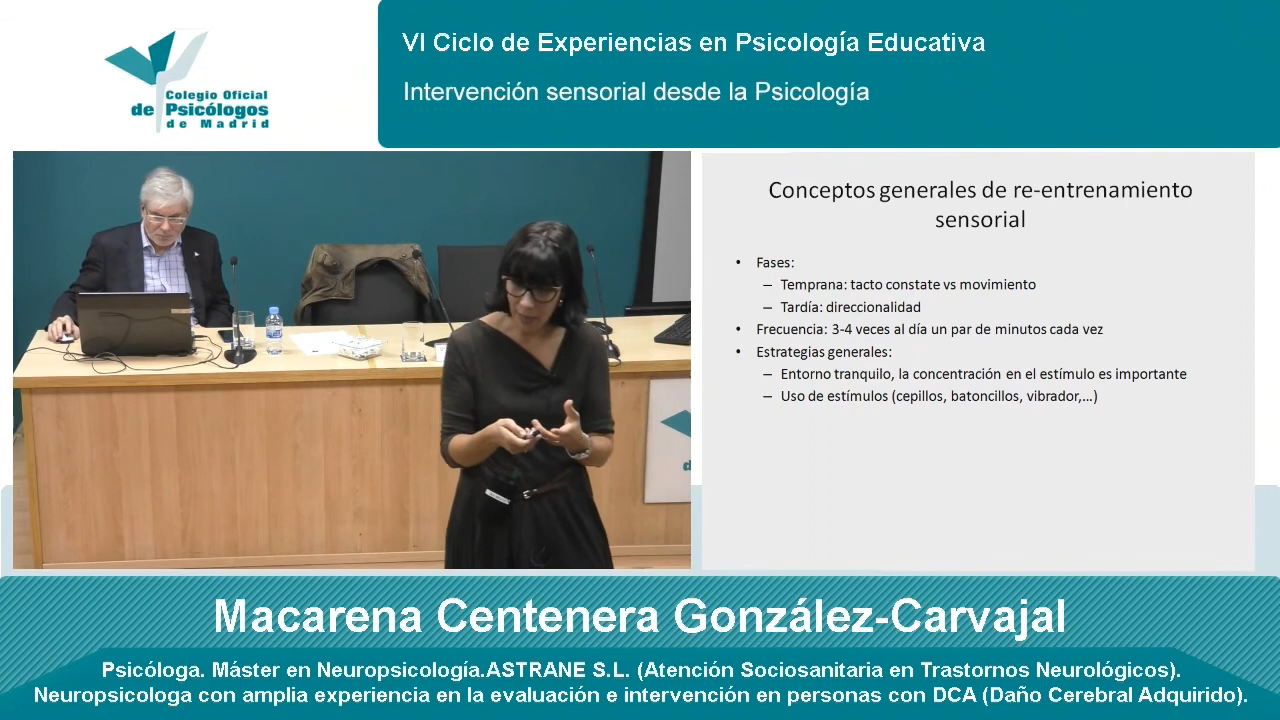 VI Ciclo de Experiencias en Psicología Educativa
Intervención sensorial desde la Psicología
Colegio Oficial
de Psicólogos
de Madrid
Conceptos generales de re-entrenamiento
sensorial
• Fases:
– Temprana: tacto constate vs movimiento
– Tardía: direccionalidad
• Frecuencia: 3-4 veces al día un par de minutos cada vez
• Estrategias generales:
– Entorno tranquilo, la concentración en el estímulo es importante
– Uso de estímulos (cepillos, batoncillos, vibrador,...)
Macarena Centenera González-Carvajal
Psicóloga. Máster en Neuropsicología.ASTRANE S.L. (Atención Sociosanitaria en Trastornos Neurológicos).
Neuropsicologa con amplia experiencia en la evaluación e intervención en personas con DCA (Daño Cerebral Adquirido).